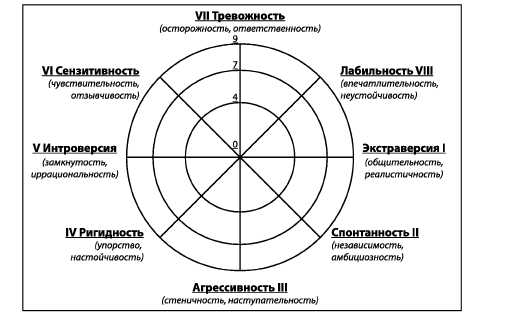 VII Тревожность
(осторожность, ответственность)
9
VI Сензитивность
(чувствительность,
отзывчивость)
7
Лабильность VIII
(впечатлительность,
неустойчивость)
4
V Интроверсия
(замкнутость,
иррациональность)
0
Экстраверсия I
(общительность,
реалистичность)
IV Ригидность
(упорство,
настойчивость)
Спонтанность II
(независимость,
амбициозность)
Агрессивность III
(стеничность, наступательность)